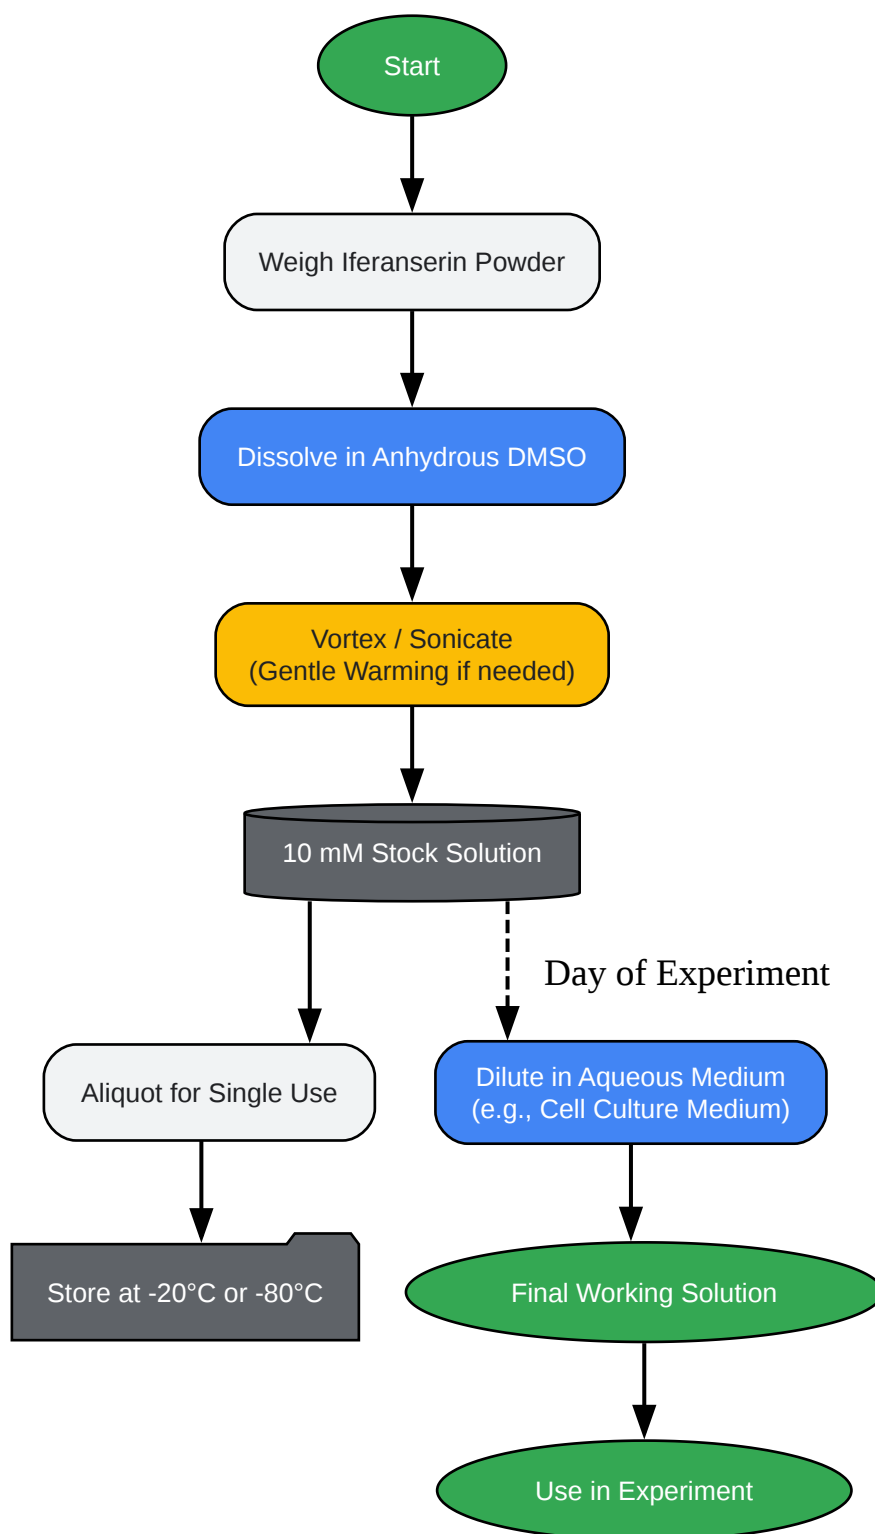 Start
Weigh Iferanserin Powder
Dissolve in Anhydrous DMSO
Vortex / Sonicate
(Gentle Warming if needed)
10 mM Stock Solution
Day of Experiment
Aliquot for Single Use
Dilute in Aqueous Medium
(e.g., Cell Culture Medium)
Store at -20°C or -80°C
Final Working Solution
Use in Experiment